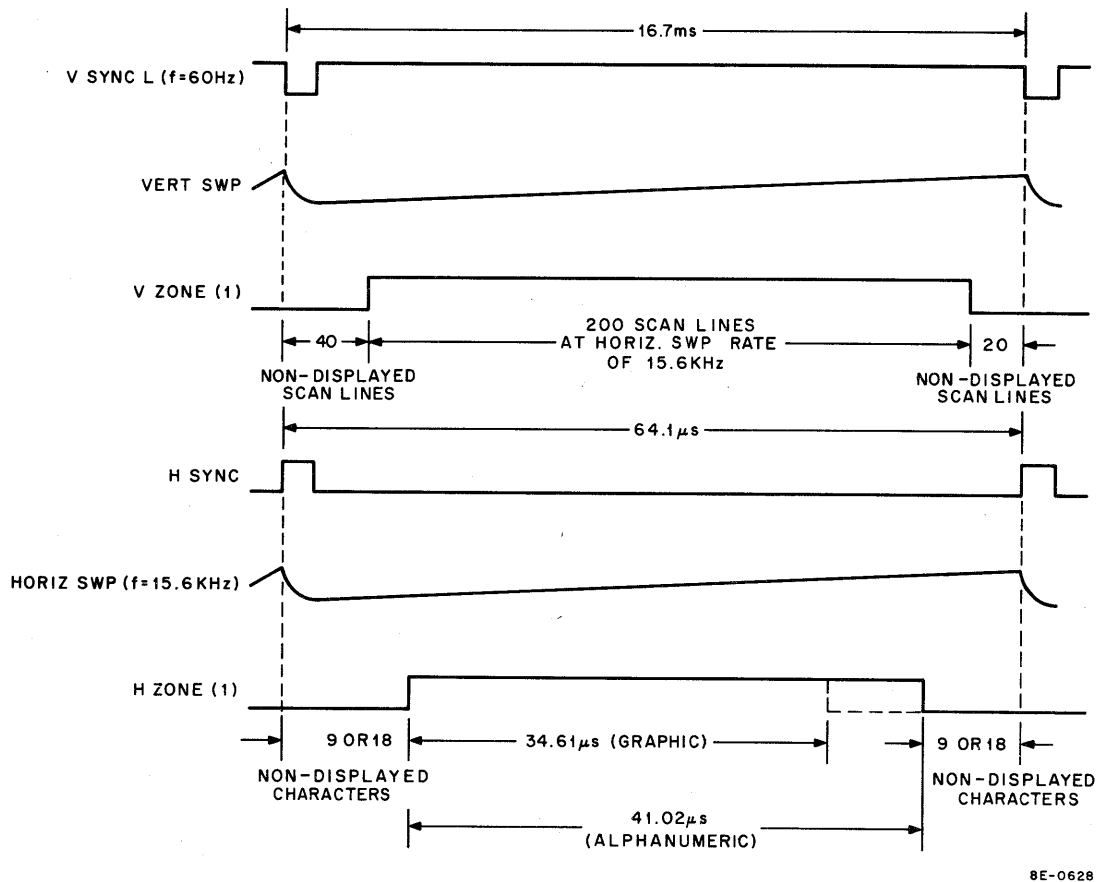 16.7ms
V SYNC L (f=60Hz)
VERT SWP
V ZONE (1)
40
200 SCAN LINES
AT HORIZ. SWP RATE
OF 15.6KHz
20
NON-DISPLAYED
SCAN LINES
NON-DISPLAYED
SCAN LINES
64.1µs
H SYNC
HORIZ SWP (f=15.6KHz)
H ZONE (1)
9 OR 18
34.61µs (GRAPHIC)
9 OR 18
NON-DISPLAYED
CHARACTERS
NON-DISPLAYED
CHARACTERS
41.02µs
(ALPHANUMERIC)
8E-0628